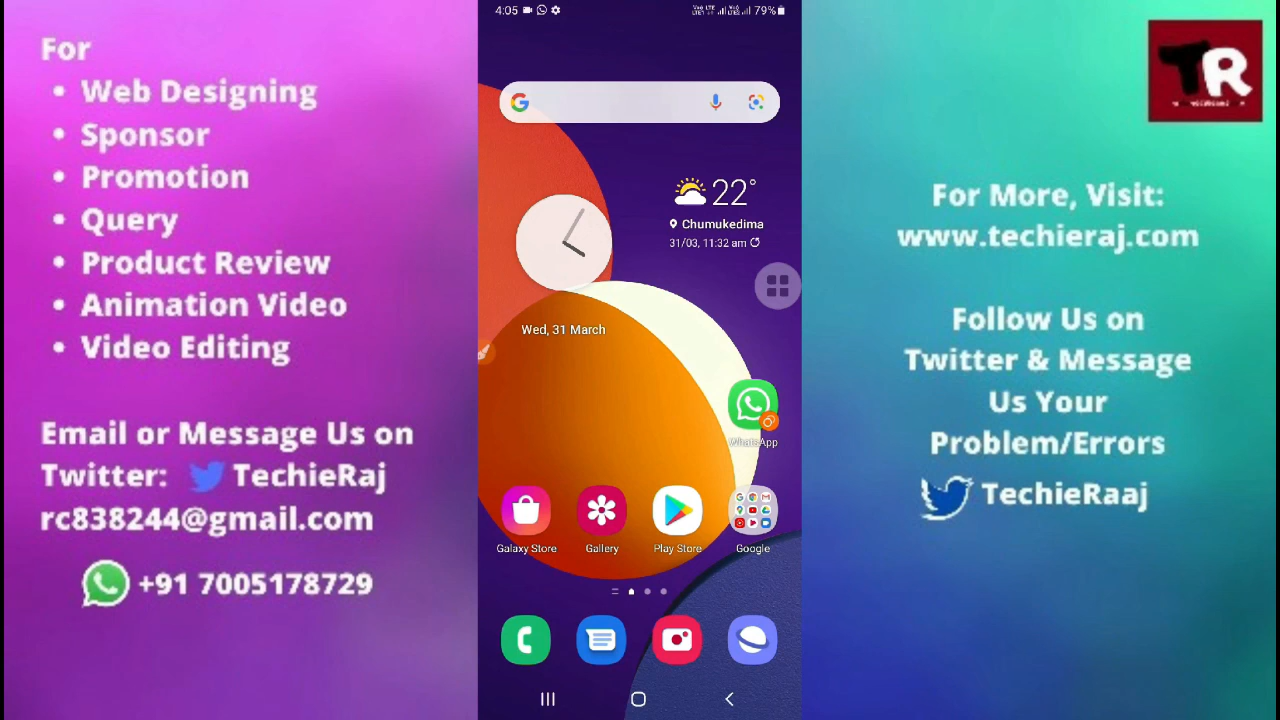 For
• Web Designing
• Sponsor
• Promotion
• Query
• Product Review
• Animation Video
• Video Editing
Email or Message Us on
Twitter: TechieRaj
rc838244@gmail.com
+91 7005178729
4:05
79%
22°
Chumukedima
31/03, 11:32 am
Wed, 31 March
WhatsApp
Galaxy Store
Gallery
Play Store
Google
TR
For More, Visit:
www.techieraj.com
Follow Us on
Twitter & Message
Us Your
Problem/Errors
TechieRaaj